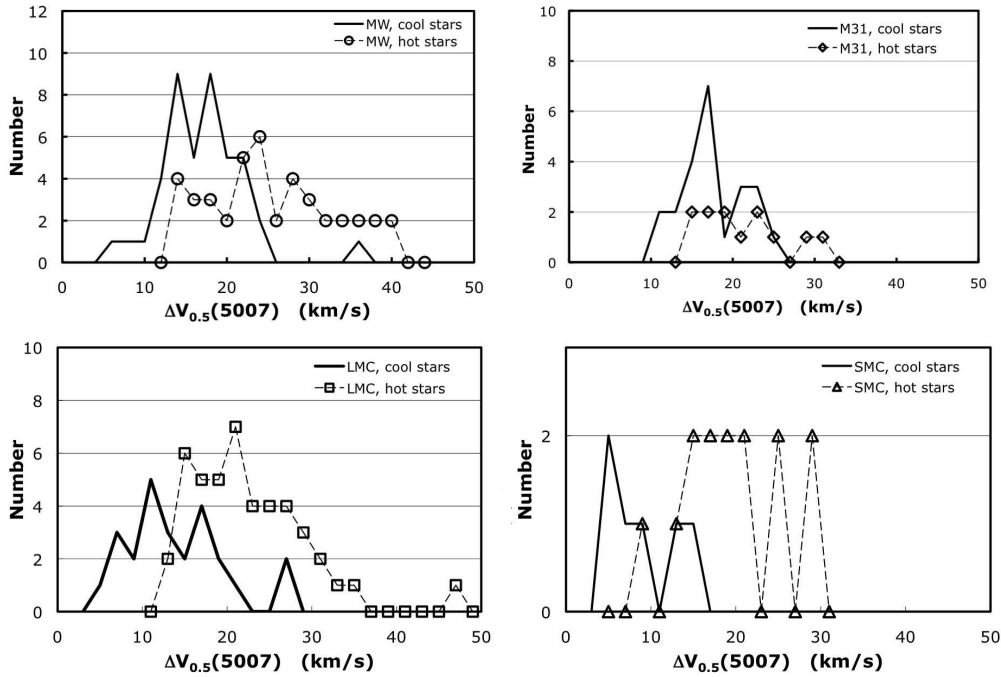 12
10
8
6
4
2
0
Number
MW, cool stars
MW, hot stars
0 10 20 30 40 50
ΔV0.5(5007) (km/s)
10
8
6
4
2
0
Number
M31, cool stars
M31, hot stars
0 10 20 30 40 50
ΔV0.5(5007) (km/s)
10
8
6
4
2
0
Number
LMC, cool stars
LMC, hot stars
0 10 20 30 40 50
ΔV0.5(5007) (km/s)
2
0
Number
SMC, cool stars
SMC, hot stars
0 10 20 30 40 50
ΔV0.5(5007) (km/s)